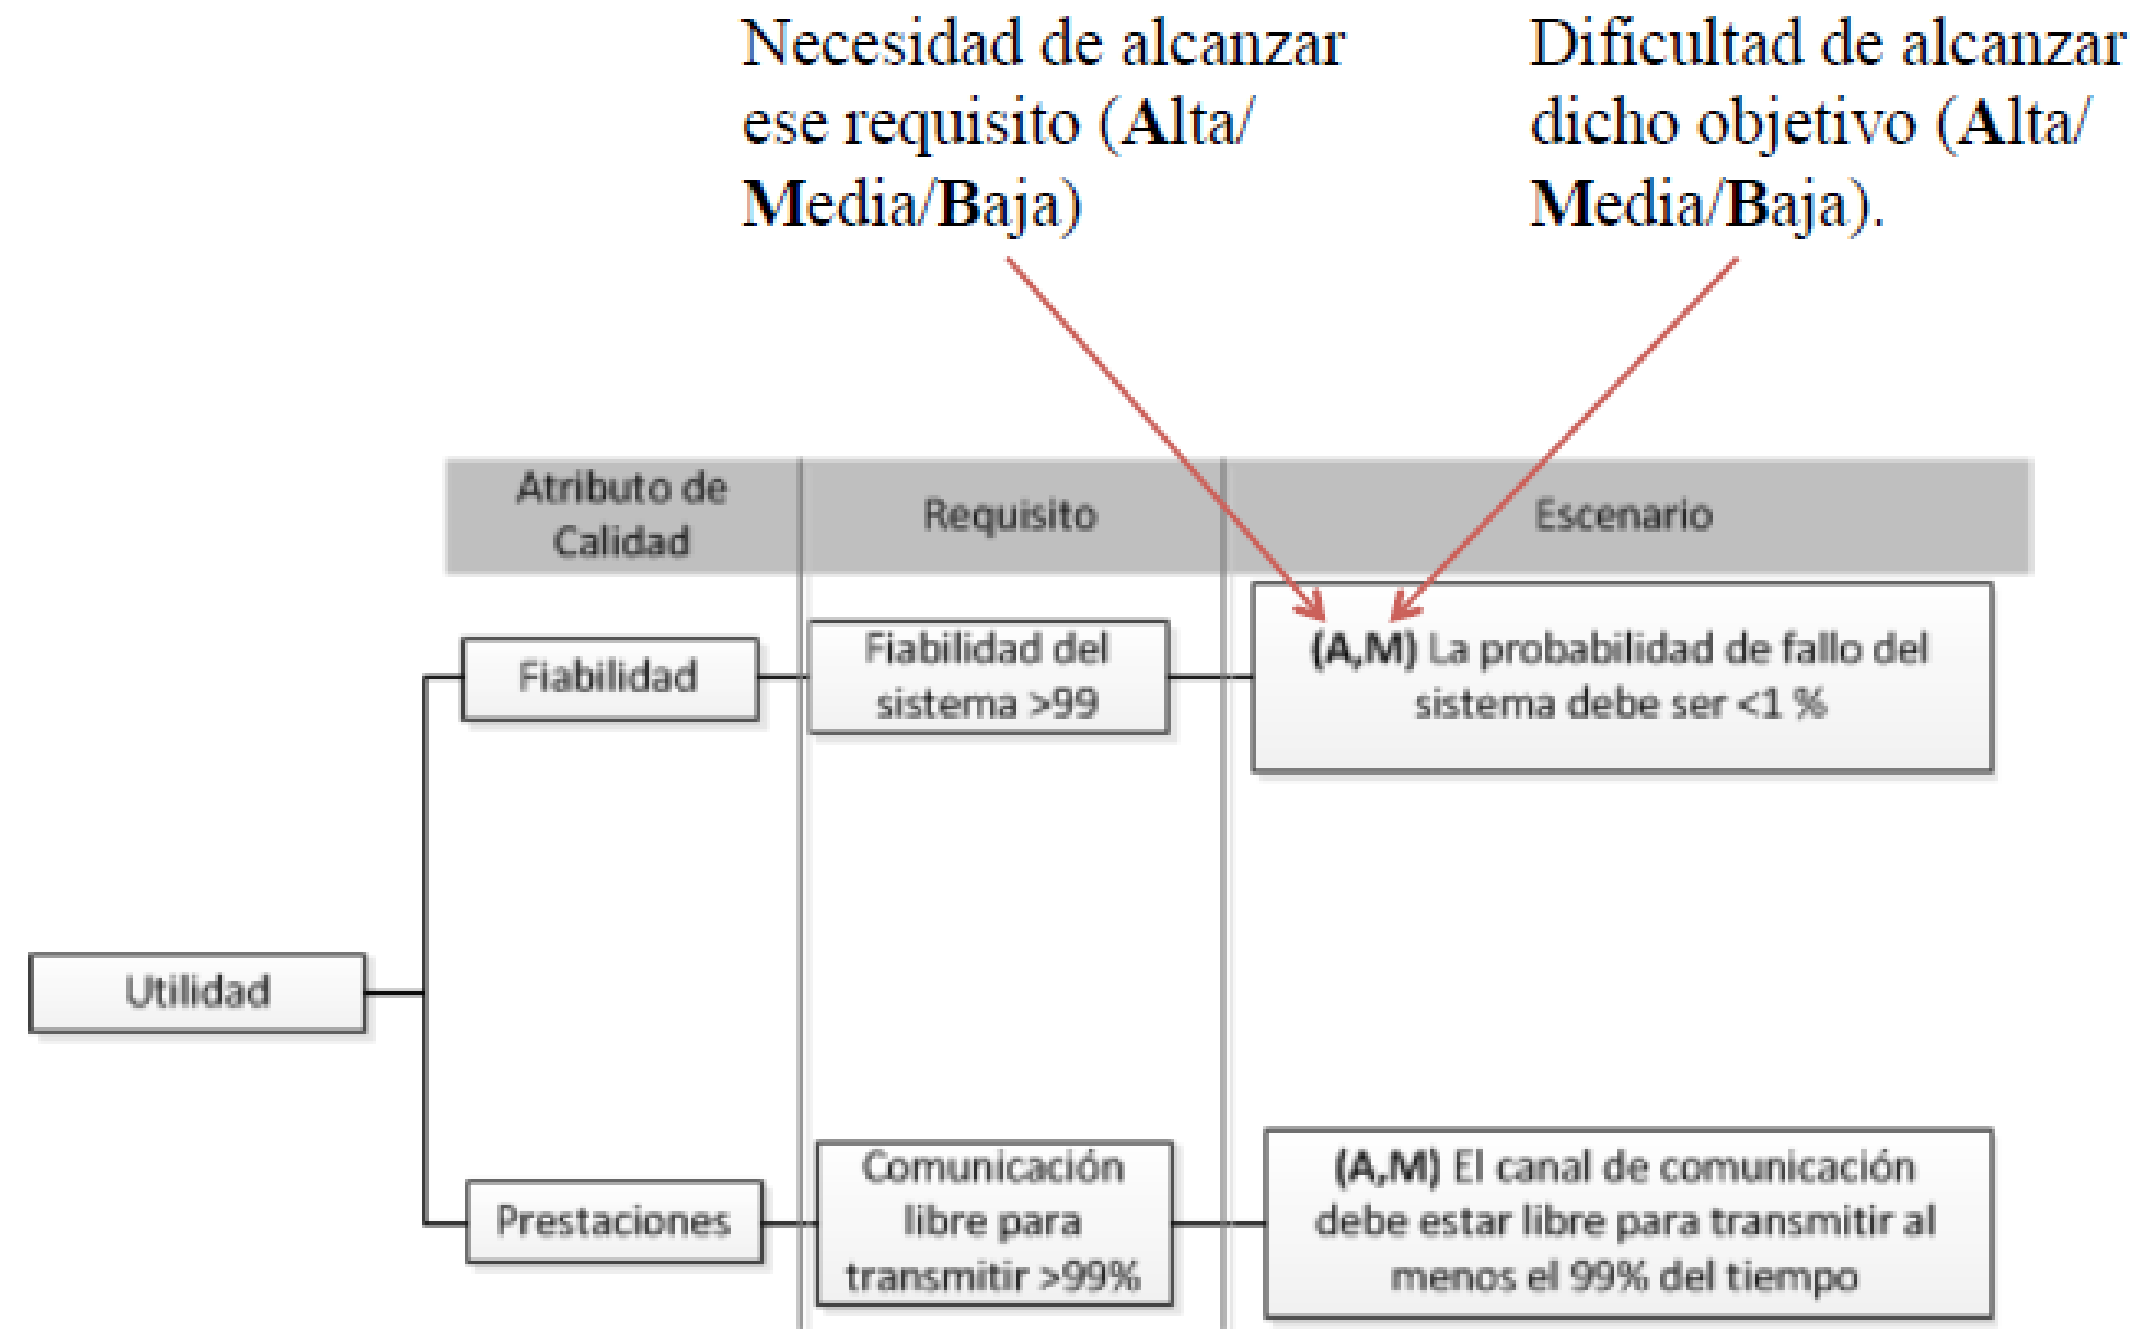 Necesidad de alcanzar
ese requisito (Alta/
Media/Baja)
Dificultad de alcanzar
dicho objetivo (Alta/
Media/Baja).
Atributo de
Calidad
Requisito
Escenario
Fiabilidad
Fiabilidad del
sistema >99
(A,M) La probabilidad de fallo del
sistema debe ser <1 %
Utilidad
Prestaciones
Comunicación
libre para
transmitir >99%
(A,M) El canal de comunicación
debe estar libre para transmitir al
menos el 99% del tiempo